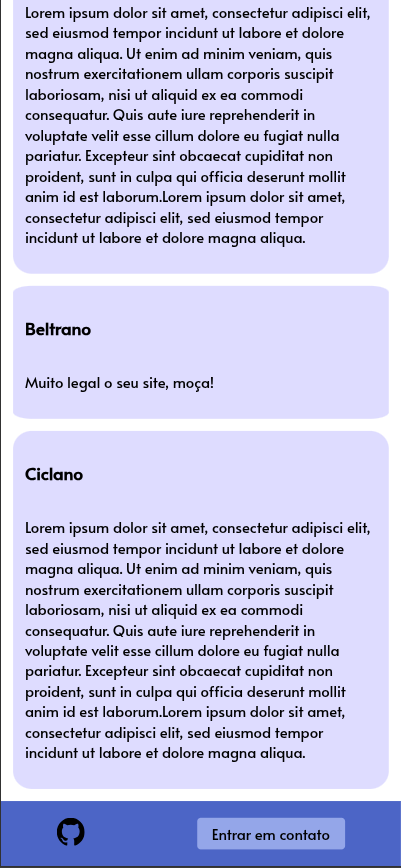 Lorem ipsum dolor sit amet, consectetur adipisci elit,
sed eiusmod tempor incidunt ut labore et dolore
magna aliqua. Ut enim ad minim veniam, quis
nostrum exercitationem ullam corporis suscipit
laboriosam, nisi ut aliquid ex ea commodi
consequatur. Quis aute iure reprehenderit in
voluptate velit esse cillum dolore eu fugiat nulla
pariatur. Excepteur sint obcaecat cupiditat non
proident, sunt in culpa qui officia deserunt mollit
anim id est laborum.Lorem ipsum dolor sit amet,
consectetur adipisci elit, sed eiusmod tempor
incidunt ut labore et dolore magna aliqua.
Beltrano
Muito legal o seu site, moça!
Ciclano
Lorem ipsum dolor sit amet, consectetur adipisci elit,
sed eiusmod tempor incidunt ut labore et dolore
magna aliqua. Ut enim ad minim veniam, quis
nostrum exercitationem ullam corporis suscipit
laboriosam, nisi ut aliquid ex ea commodi
consequatur. Quis aute iure reprehenderit in
voluptate velit esse cillum dolore eu fugiat nulla
pariatur. Excepteur sint obcaecat cupiditat non
proident, sunt in culpa qui officia deserunt mollit
anim id est laborum.Lorem ipsum dolor sit amet,
consectetur adipisci elit, sed eiusmod tempor
incidunt ut labore et dolore magna aliqua.
Entrar em contato